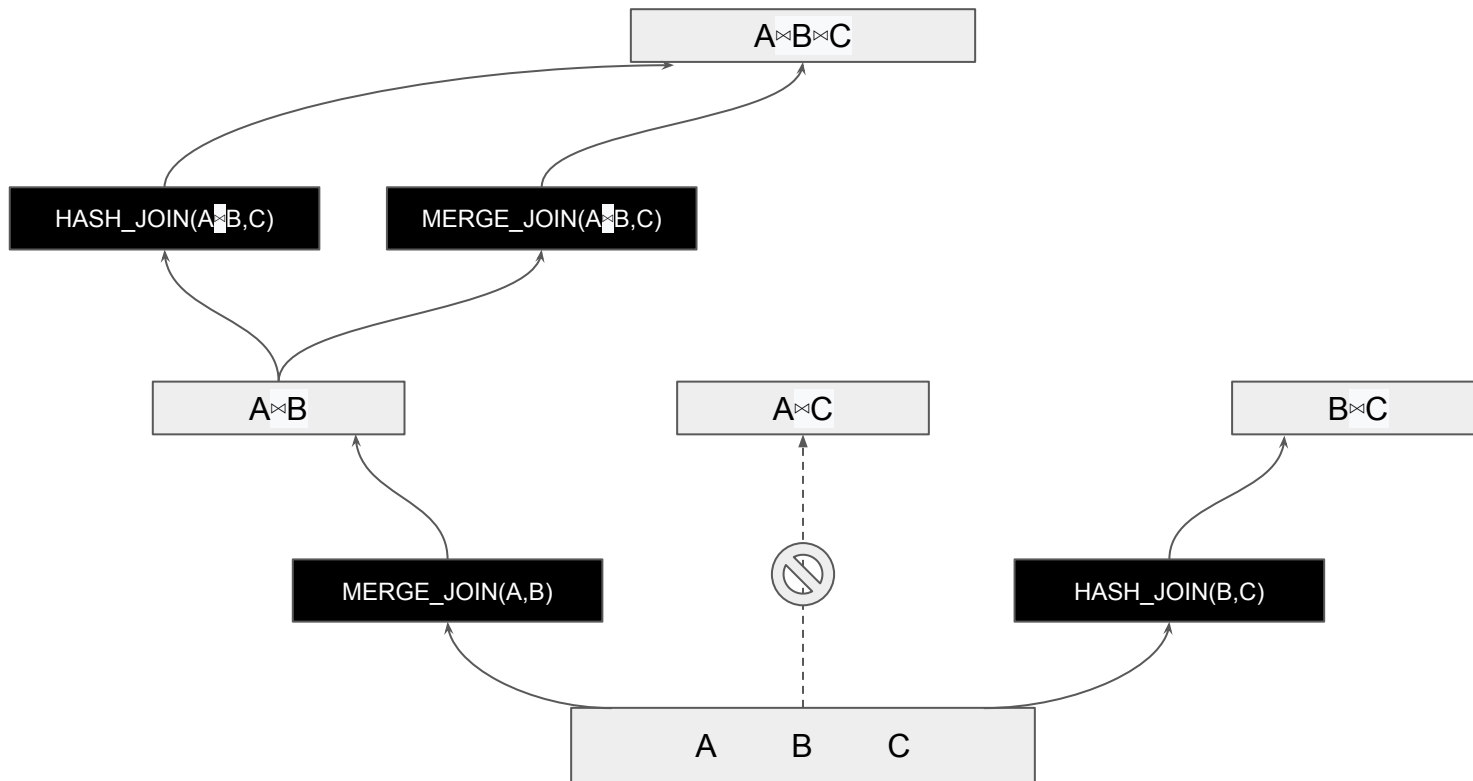 A⋈B⋈C
HASH_JOIN(A⋈B,C)
MERGE_JOIN(A⋈B,C)
A⋈B
A⋈C
B⋈C
MERGE_JOIN(A,B)
HASH_JOIN(B,C)
A B C